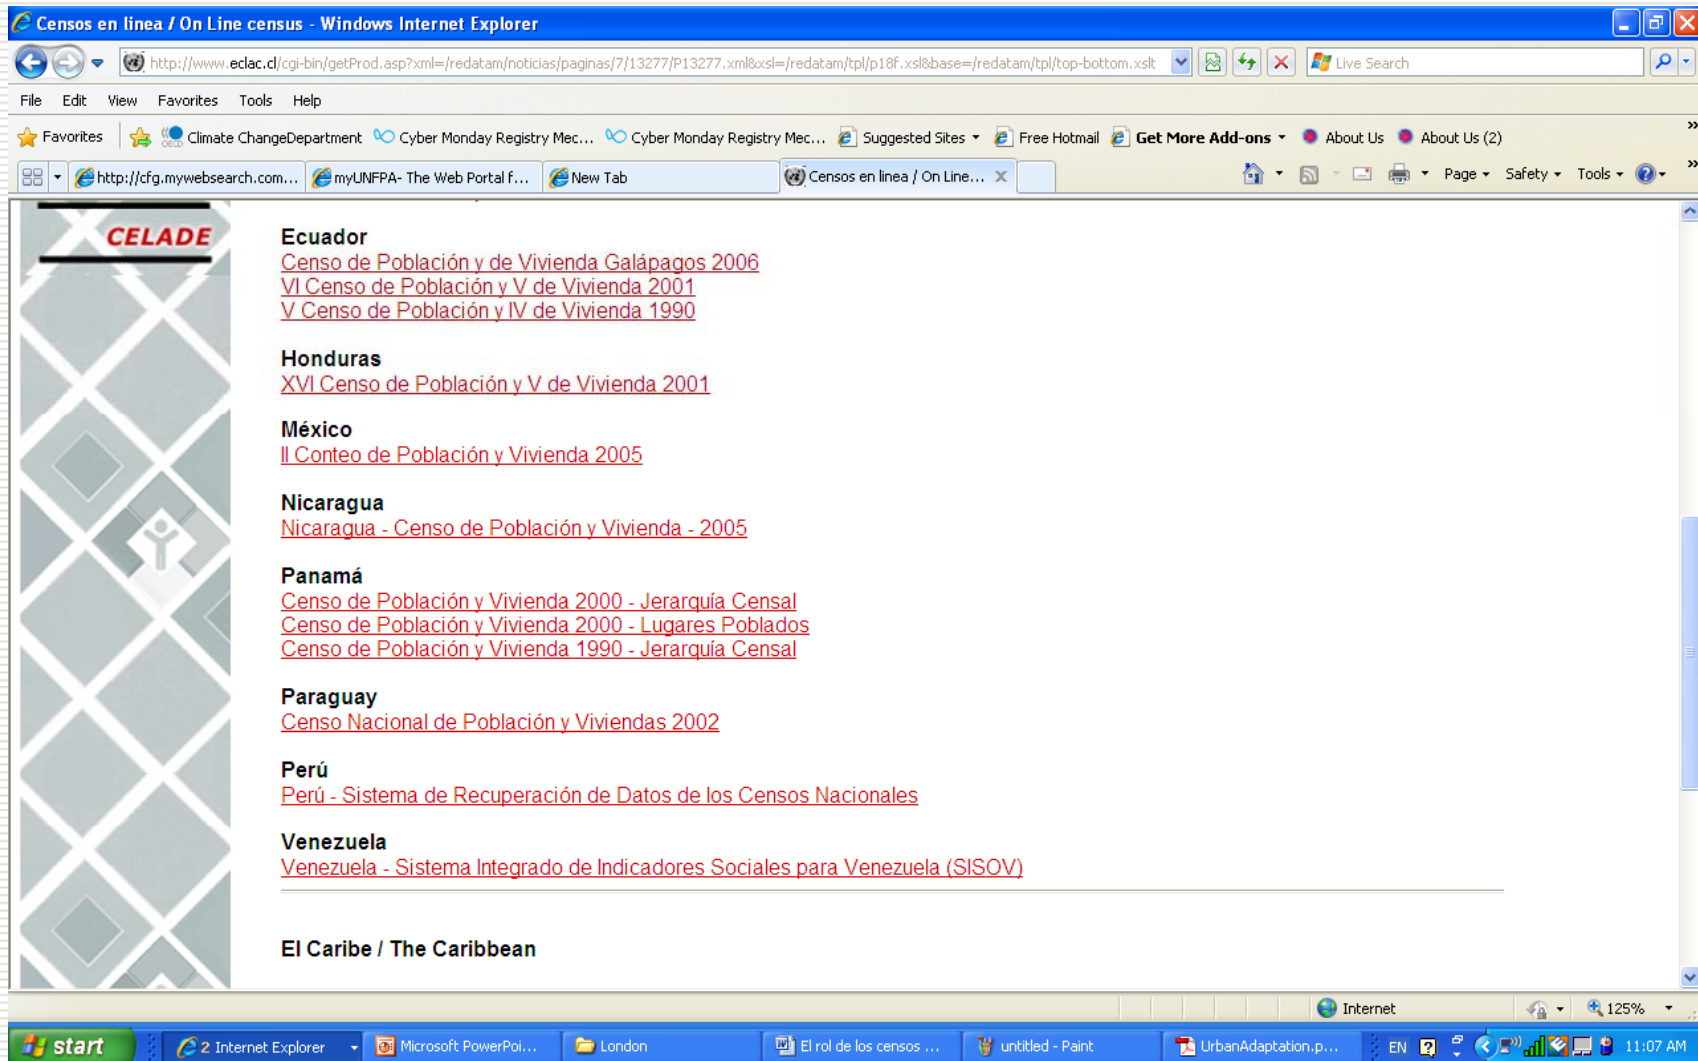 Censos en linea / On Line census - Windows Internet Explorer
http://www.eclac.cl/cgi-bin/getProd.asp?xml=/redatam/noticias/paginas/7/13277/P13277.xml&xsl=/redatam/tpl/p18f.xsl&base=/redatam/tpl/top-bottom.xslt
Live Search
File Edit View Favorites Tools Help
Favorites Climate ChangeDepartment Cyber Monday Registry Mec... Cyber Monday Registry Mec... Suggested Sites Free Hotmail Get More Add-ons About Us About Us (2)
http://cfg.mywebsearch.com... myUNFPA- The Web Portal f... New Tab Censos en linea / On Line... Page Safety Tools
CELADE
Ecuador
Censo de Población y de Vivienda Galápagos 2006
VI Censo de Población y V de Vivienda 2001
V Censo de Población y IV de Vivienda 1990
Honduras
XVI Censo de Población y V de Vivienda 2001
México
II Conteo de Población y Vivienda 2005
Nicaragua
Nicaragua - Censo de Población y Vivienda - 2005
Panamá
Censo de Población y Vivienda 2000 - Jerarquía Censal
Censo de Población y Vivienda 2000 - Lugares Poblados
Censo de Población y Vivienda 1990 - Jerarquía Censal
Paraguay
Censo Nacional de Población y Viviendas 2002
Perú
Perú - Sistema de Recuperación de Datos de los Censos Nacionales
Venezuela
Venezuela - Sistema Integrado de Indicadores Sociales para Venezuela (SISOV)
El Caribe / The Caribbean
Internet 125%
start 2 Internet Explorer Microsoft PowerPoi... London El rol de los censos ... untitled - Paint UrbanAdaptation.p... EN 11:07 AM